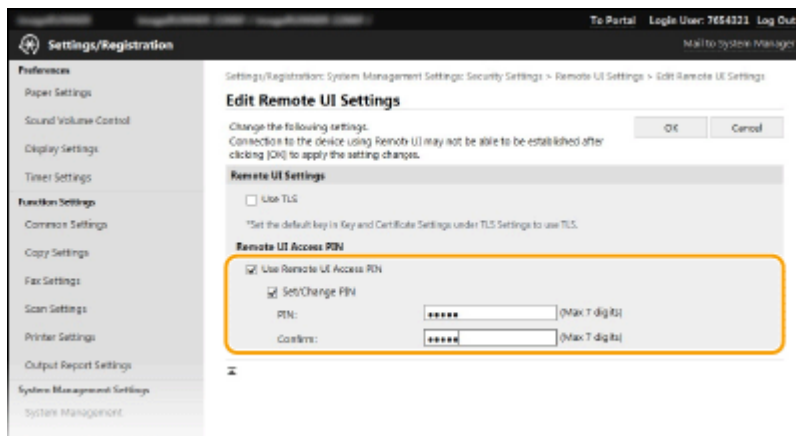 To Portal Login User: 7654321 Log Out
Settings/Registration
Mail to System Manager
Preferences
Paper Settings
Sound Volume Control
Display Settings
Timer Settings
Function Settings
Common Settings
Copy Settings
Fax Settings
Scan Settings
Printer Settings
Output Report Settings
System Management Settings
System Management
Settings/Registration: System Management Settings: Security Settings > Remote UI Settings > Edit Remote UI Settings
Edit Remote UI Settings
Change the following settings.
Connection to the device using Remote UI may not be able to be established after
clicking [OK] to apply the setting changes.
OK Cancel
Remote UI Settings
Use TLS
*Set the default key in Key and Certificate Settings under TLS Settings to use TLS.
Remote UI Access PIN
Use Remote UI Access PIN
Set/Change PIN
PIN: ••••• (Max 7 digits)
Confirm: ••••• (Max 7 digits)